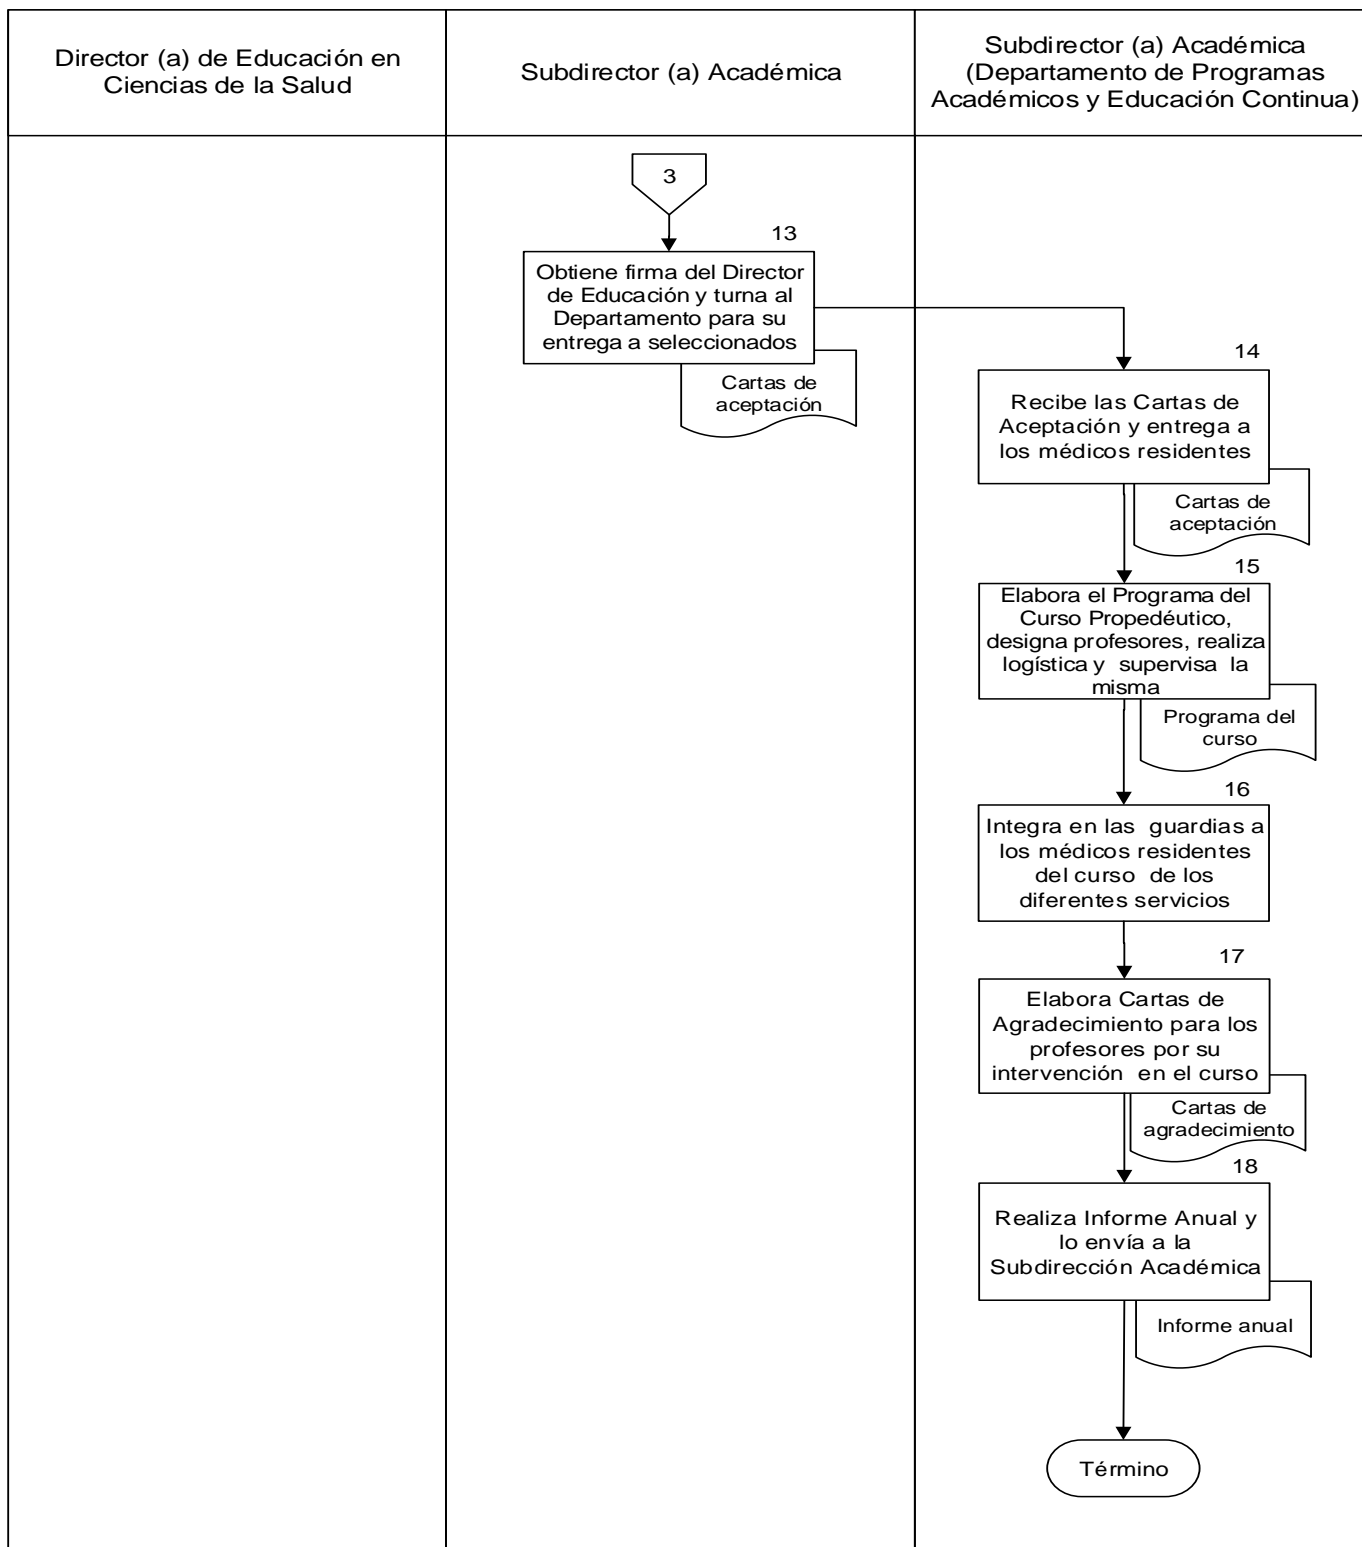 Director (a) de Educación en
Ciencias de la Salud
Subdirector (a) Académica
Subdirector (a) Académica
(Departamento de Programas
Académicos y Educación Continua)
3
13
Obtiene firma del Director
de Educación y turna al
Departamento para su
entrega a seleccionados
Cartas de
aceptación
14
Recibe las Cartas de
Aceptación y entrega a
los médicos residentes
Cartas de
aceptación
15
Elabora el Programa del
Curso Propedéutico,
designa profesores, realiza
logística y supervisa la
misma
Programa del
curso
16
Integra en las guardias a
los médicos residentes
del curso de los
diferentes servicios
17
Elabora Cartas de
Agradecimiento para los
profesores por su
intervención en el curso
Cartas de
agradecimiento
18
Realiza Informe Anual y
lo envía a la
Subdirección Académica
Informe anual
Término